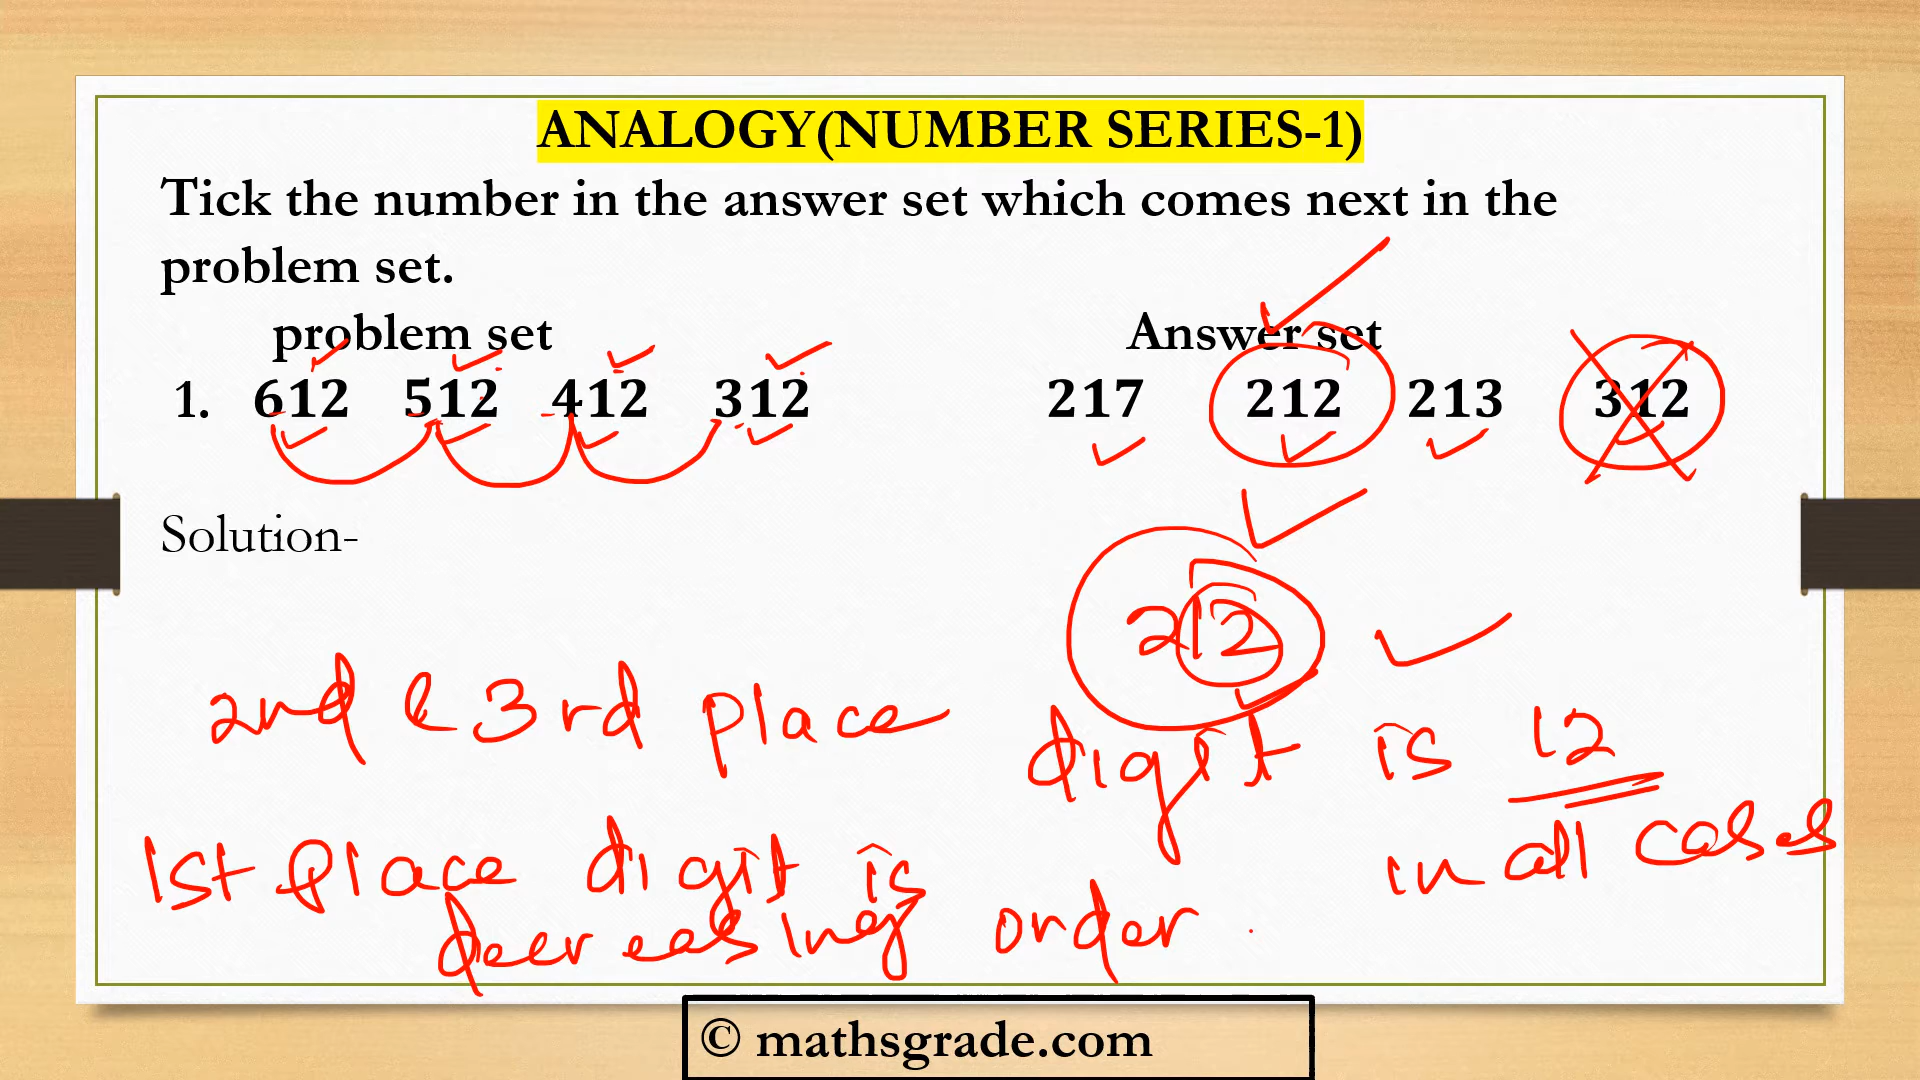 ANALOGY(NUMBER SERIES-1)
Tick the number in the answer set which comes next in the
problem set.
problem set Answer set
1. 612 512 412 312 217 212 213 312
Solution-
212
2nd & 3rd place digit is 12
in all cases
1st place digit is
decreasing order.
© mathsgrade.com